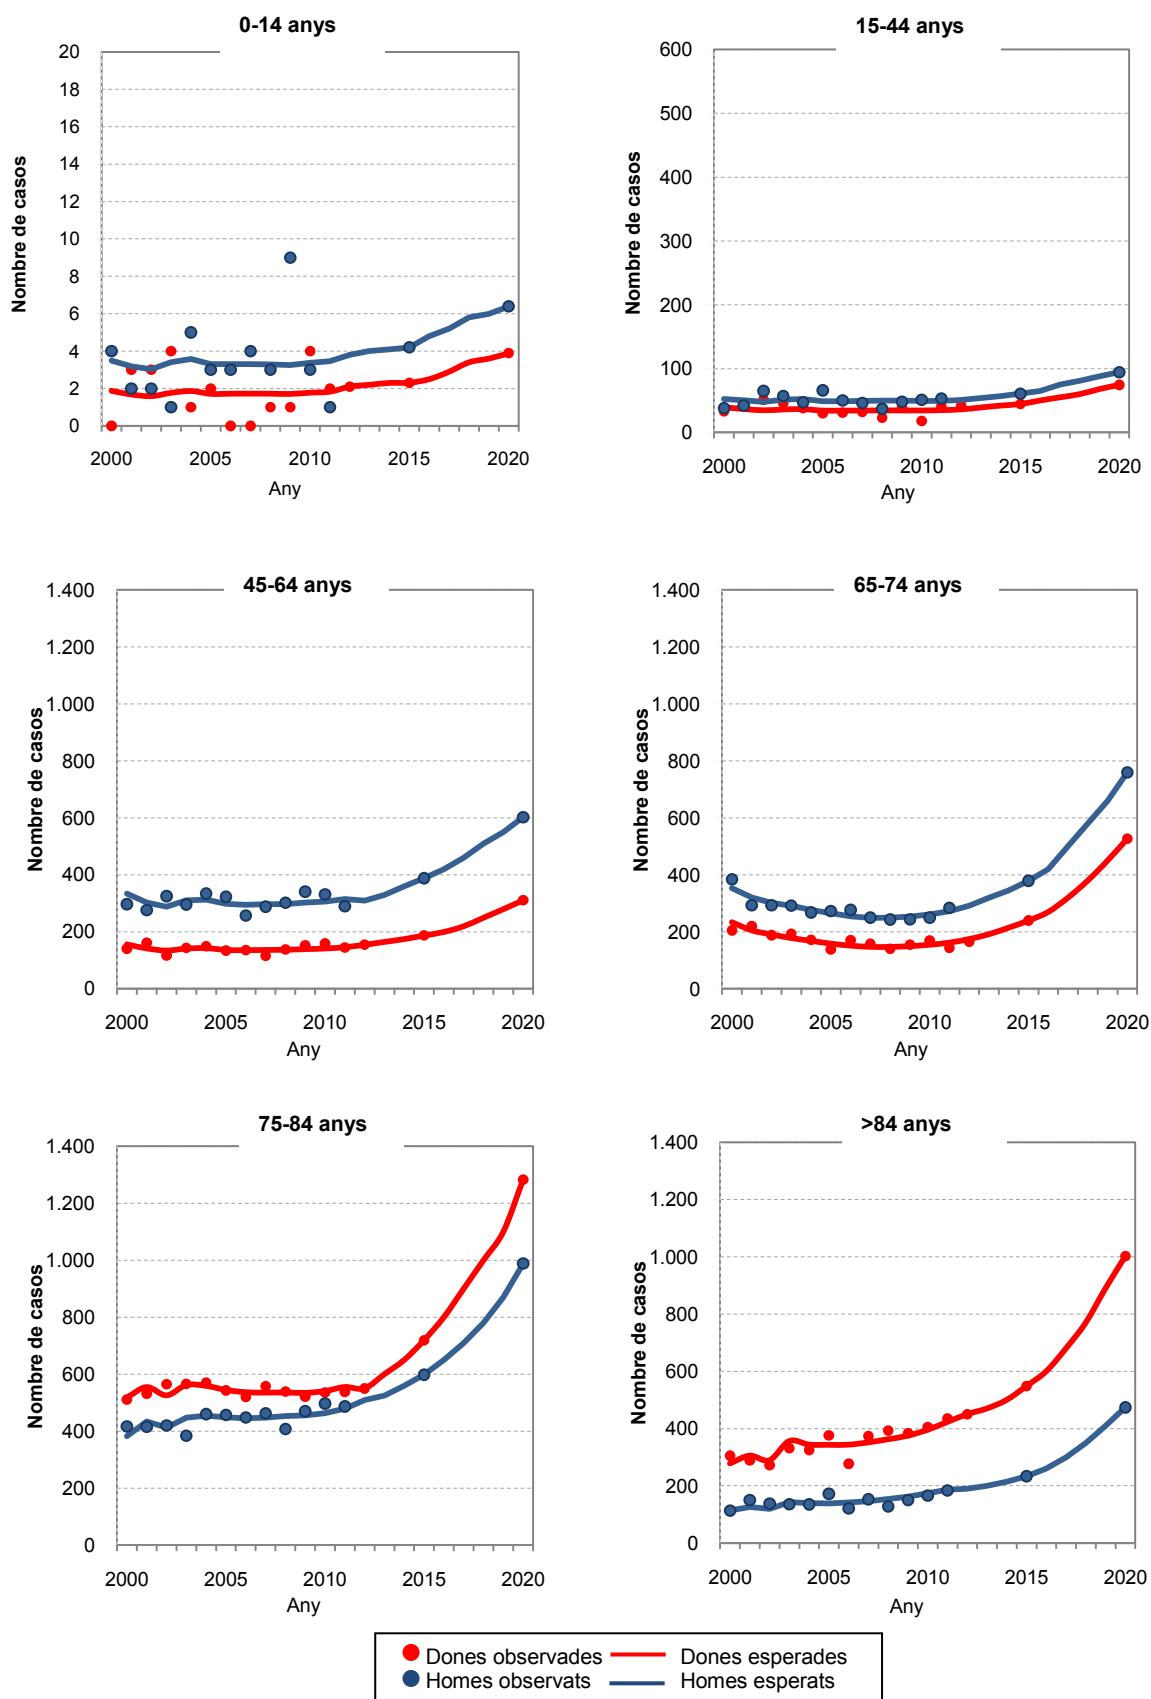 0-14 anys
20
18
16
14
12
10
8
6
4
2
0
Nombre de casos
2000 2005 2010 2015 2020
Any
15-44 anys
600
500
400
300
200
100
0
Nombre de casos
2000 2005 2010 2015 2020
Any
45-64 anys
1.400
1.200
1.000
800
600
400
200
0
Nombre de casos
2000 2005 2010 2015 2020
Any
65-74 anys
1.400
1.200
1.000
800
600
400
200
0
Nombre de casos
2000 2005 2010 2015 2020
Any
75-84 anys
1.400
1.200
1.000
800
600
400
200
0
Nombre de casos
2000 2005 2010 2015 2020
Any
>84 anys
1.400
1.200
1.000
800
600
400
200
0
Nombre de casos
2000 2005 2010 2015 2020
Any
Dones observades Dones esperades
Homes observats Homes esperats